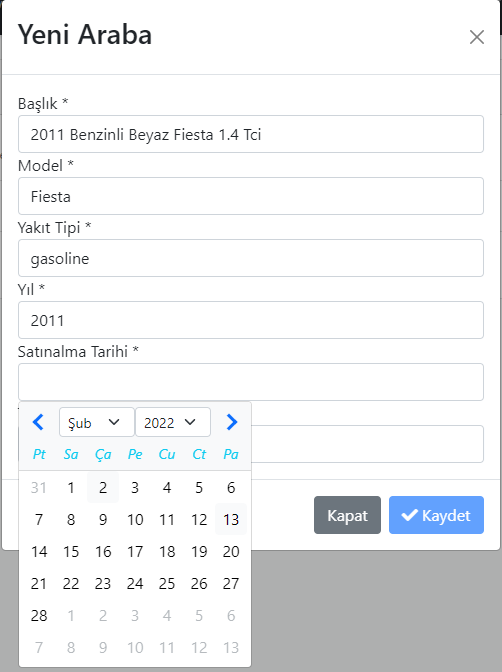 Yeni Araba
Başlık *
2011 Benzinli Beyaz Fiesta 1.4 Tci
Model *
Fiesta
Yakıt Tipi *
gasoline
Yıl *
2011
Satınalma Tarihi *
Şub 2022
Pt Sa Ça Pe Cu Ct Pa
31 1 2 3 4 5 6
7 8 9 10 11 12 13
14 15 16 17 18 19 20
21 22 23 24 25 26 27
28 1 2 3 4 5 6
7 8 9 10 11 12 13
Kapat Kaydet